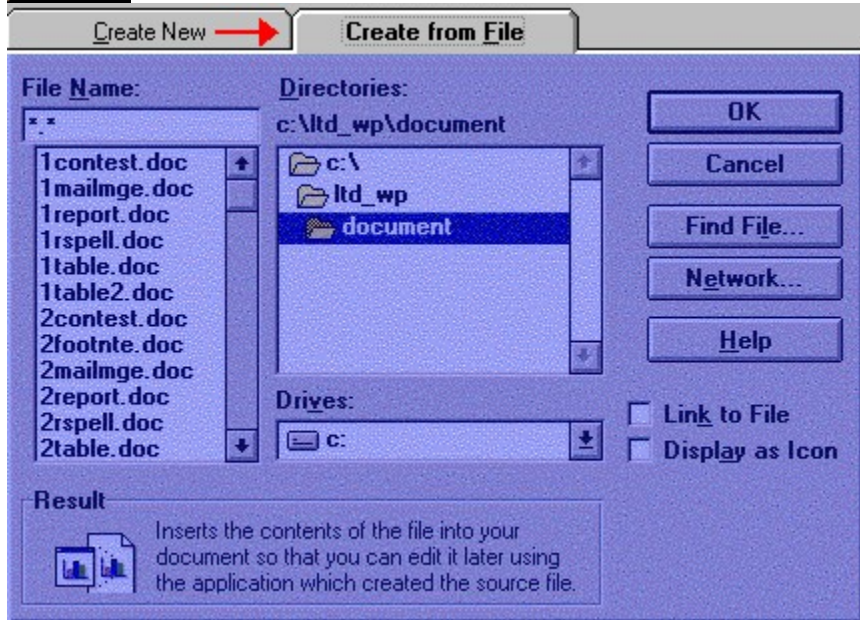 Create New
Create from File
File Name:
*.*
1contest.doc
1mailmge.doc
1report.doc
1rspell.doc
1table.doc
1table2.doc
2contest.doc
2footnte.doc
2mailmge.doc
2report.doc
2rspell.doc
2table.doc
Directories:
c:\ltd_wp\document
c:\
ltd_wp
document
Drives:
c:
OK
Cancel
Find File...
Network...
Help
Link to File
Display as Icon
Result
Inserts the contents of the file into your
document so that you can edit it later using
the application which created the source file.